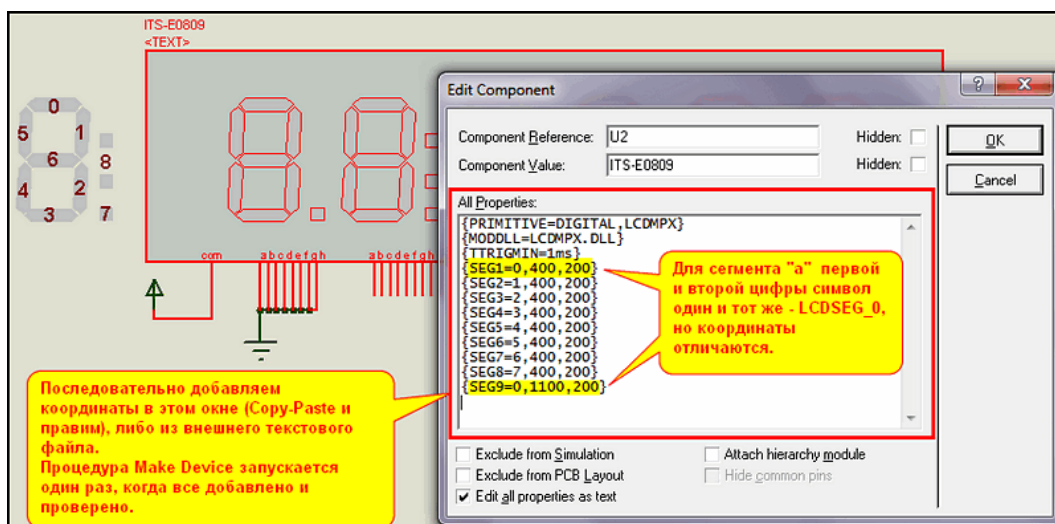 ITS-E0809
<TEXT>
0
5 1
6 8
4 2
3 7
com abcdefgh abcdefgh
Edit Component
Component Reference: U2 Hidden:
Component Value: ITS-E0809 Hidden:
OK
Cancel
All Properties:
{PRIMITIVE=DIGITAL,LCDMPX}
{MODDLL=LCDMPX.DLL}
{TTRIGMIN=1ms}
{SEG1=0,400,200}
{SEG2=1,400,200}
{SEG3=2,400,200}
{SEG4=3,400,200}
{SEG5=4,400,200}
{SEG6=5,400,200}
{SEG7=6,400,200}
{SEG8=7,400,200}
{SEG9=0,1100,200}
Для сегмента "а" первой
и второй цифры символ
один и тот же - LCDSEG_0,
но координаты
отличаются.
Последовательно добавляем
координаты в этом окне (Copy-Paste и
правим), либо из внешнего текстового
файла.
Процедура Make Device запускается
один раз, когда все добавлено и
проверено.
Exclude from Simulation
Exclude from PCB Layout
Edit all properties as text
Attach hierarchy module
Hide common pins